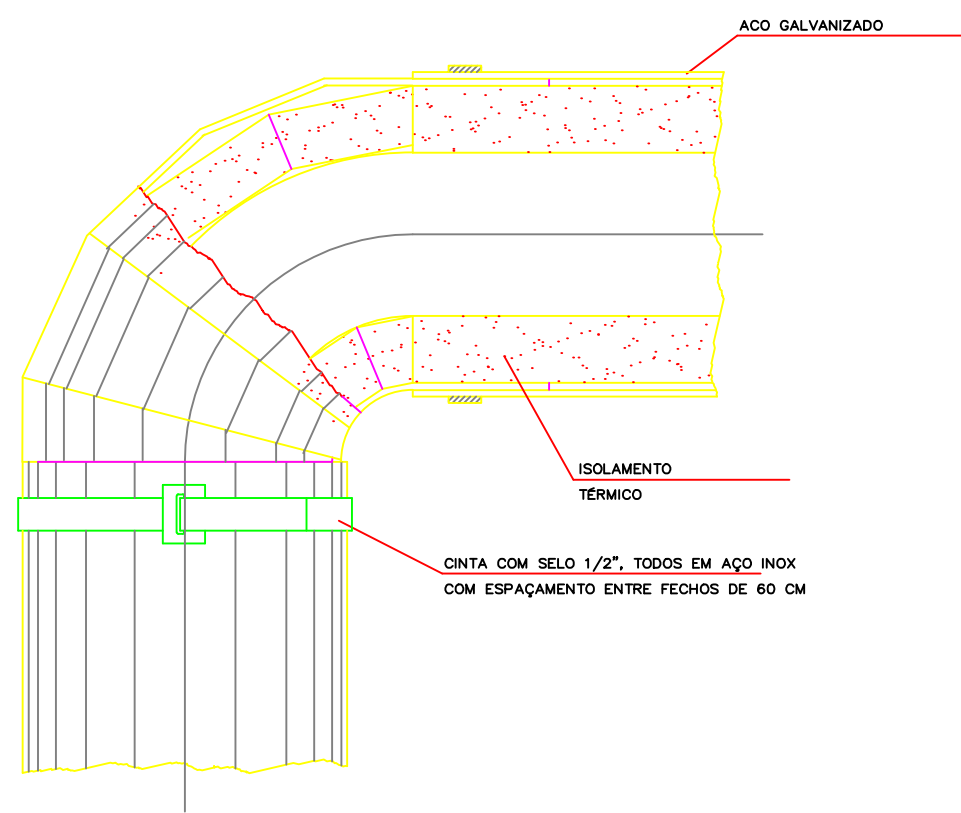 ACO GALVANIZADO
ISOLAMENTO
TÉRMICO
CINTA COM SELO 1/2", TODOS EM AÇO INOX
COM ESPAÇAMENTO ENTRE FECHOS DE 60 CM